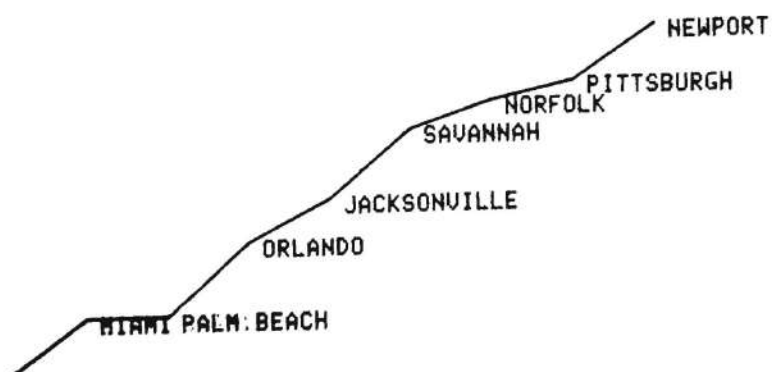 NEWPORT
PITTSBURGH
NORFOLK
SAVANNAH
JACKSONVILLE
ORLANDO
MIAMI PALM BEACH